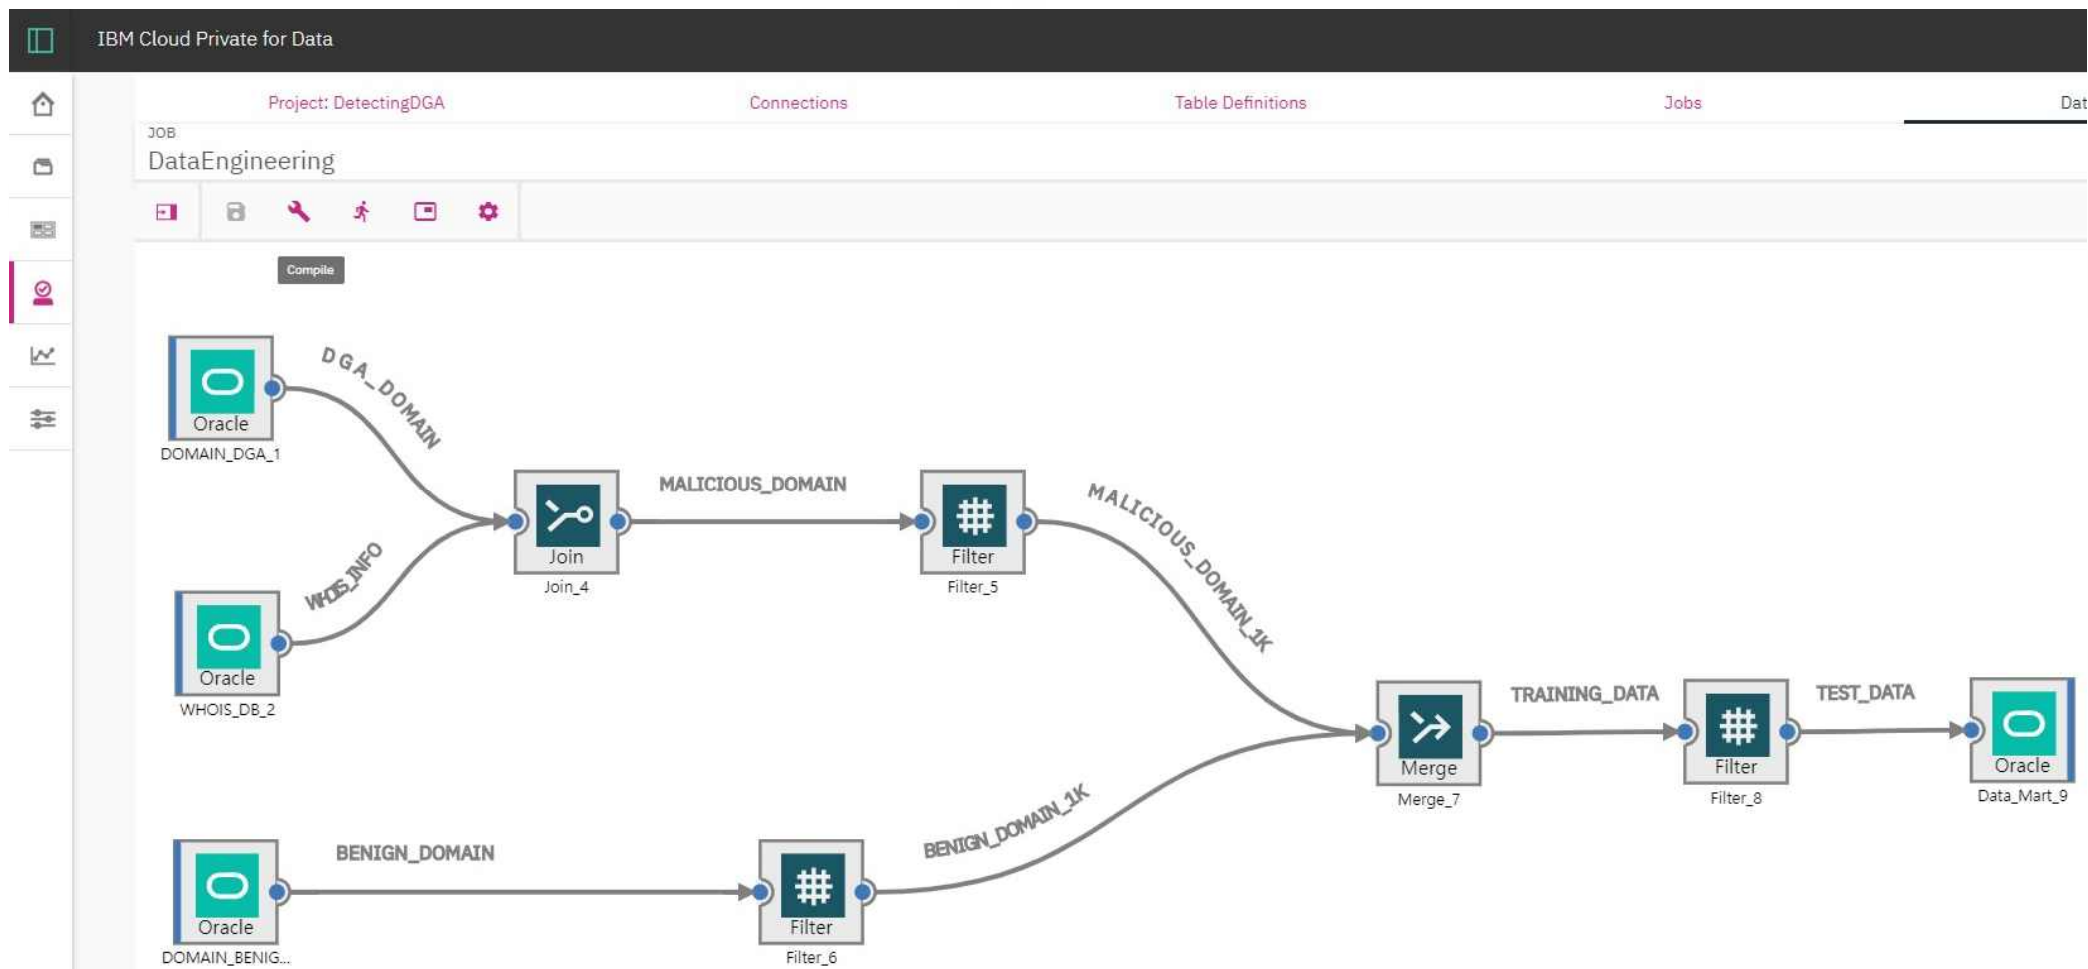 IBM Cloud Private for Data
Project: DetectingDGA
Connections
Table Definitions
Jobs
Dat
JOB
DataEngineering
Compile
DGA_DOMAIN
Oracle
DOMAIN_DGA_1
MALICIOUS_DOMAIN
MALICIOUS_DOMAIN_1K
Join
Join_4
Filter
Filter_5
WHOIS_INFO
Oracle
WHOIS_DB_2
TRAINING_DATA
TEST_DATA
Merge
Merge_7
Filter
Filter_8
Oracle
Data_Mart_9
BENIGN_DOMAIN_1K
BENIGN_DOMAIN
Oracle
DOMAIN_BENIG...
Filter
Filter_6